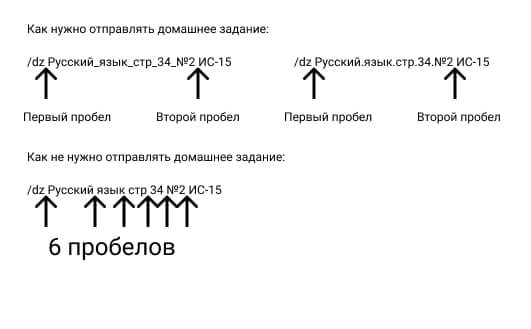 Как нужно отправлять домашнее задание:
/dz Русский_язык_стр_34_№2 ИС-15 /dz Русский.язык.стр.34.№2 ИС-15
Первый пробел Второй пробел Первый пробел Второй пробел
Как не нужно отправлять домашнее задание:
/dz Русский язык стр 34 №2 ИС-15
6 пробелов